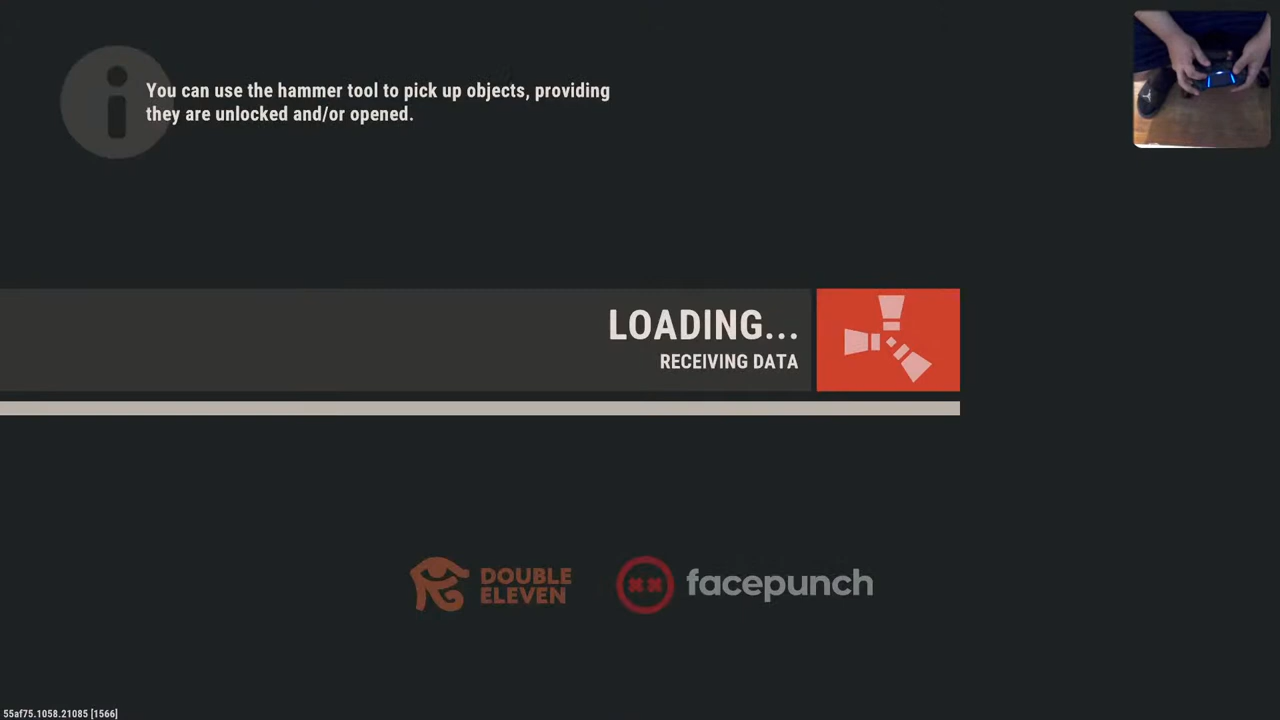 You can use the hammer tool to pick up objects, providing
they are unlocked and/or opened.
LOADING...
RECEIVING DATA
DOUBLE
ELEVEN
facepunch
55af75.1058.21085 [1566]